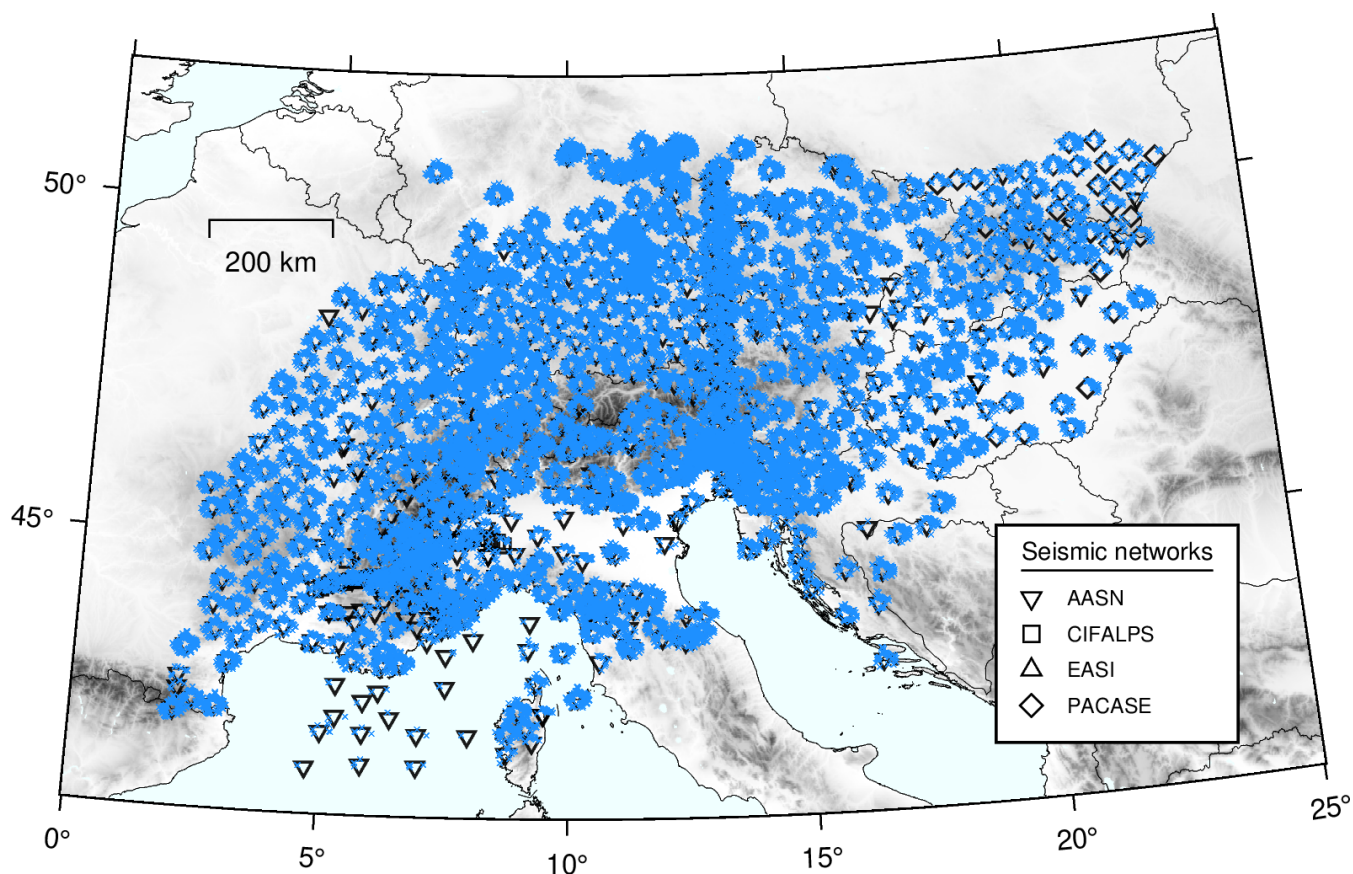 50°
200 km
45°
Seismic networks
AASN
CIFALPS
EASI
PACASE
0°
5°
10°
15°
20°
25°